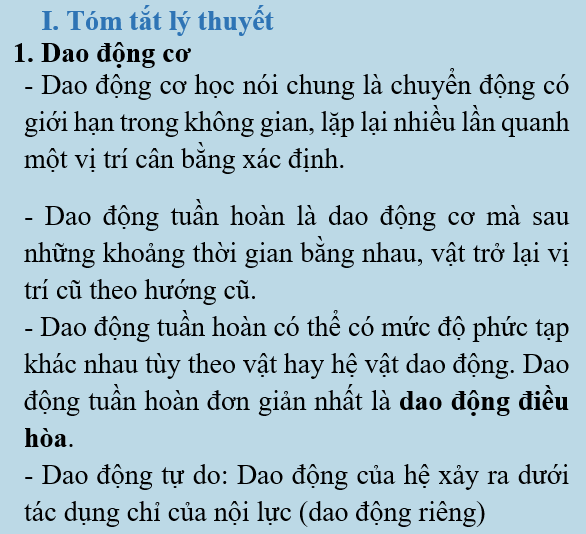 I. Tóm tắt lý thuyết
1. Dao động cơ
- Dao động cơ học nói chung là chuyển động có
giới hạn trong không gian, lặp lại nhiều lần quanh
một vị trí cân bằng xác định.
- Dao động tuần hoàn là dao động cơ mà sau
những khoảng thời gian bằng nhau, vật trở lại vị
trí cũ theo hướng cũ.
- Dao động tuần hoàn có thể có mức độ phức tạp
khác nhau tùy theo vật hay hệ vật dao động. Dao
động tuần hoàn đơn giản nhất là dao động điều
hòa.
- Dao động tự do: Dao động của hệ xảy ra dưới
tác dụng chỉ của nội lực (dao động riêng)